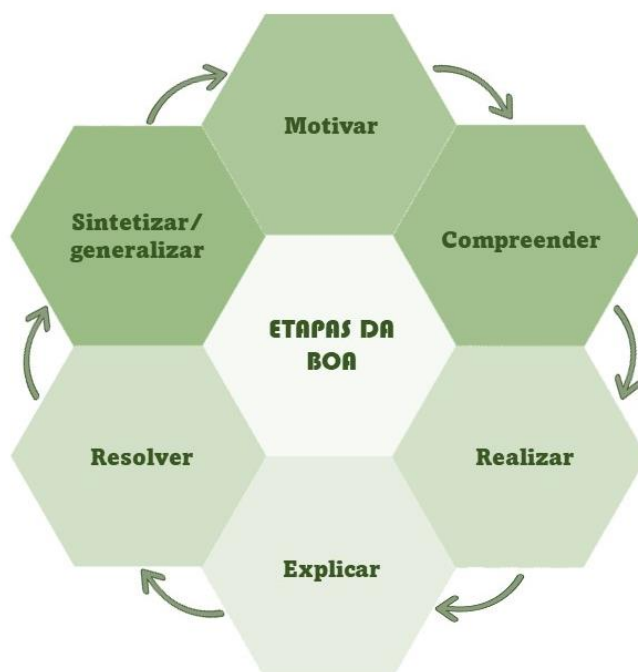 Motivar
Compreender
Realizar
Explicar
Resolver
Sintetizar/
generalizar
ETAPAS DA
BOA